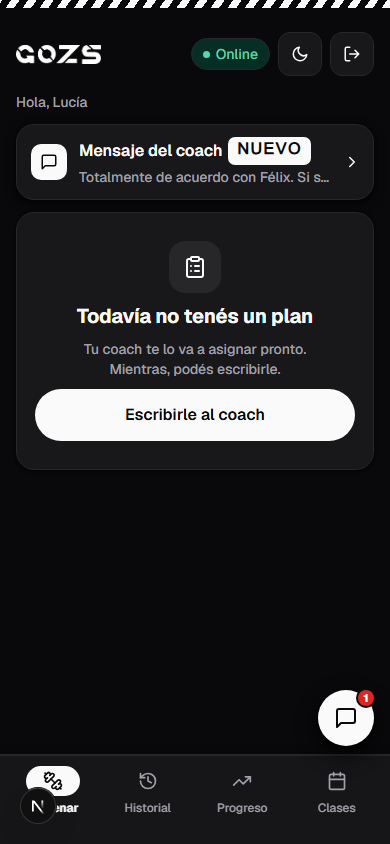 GOZS
Online
Hola, Lucía
Mensaje del coach NUEVO
Totalmente de acuerdo con Félix. Si s...
Todavía no tenés un plan
Tu coach te lo va a asignar pronto.
Mientras, podés escribirle.
Escribirle al coach
1
N
enar Historial Progreso Clases